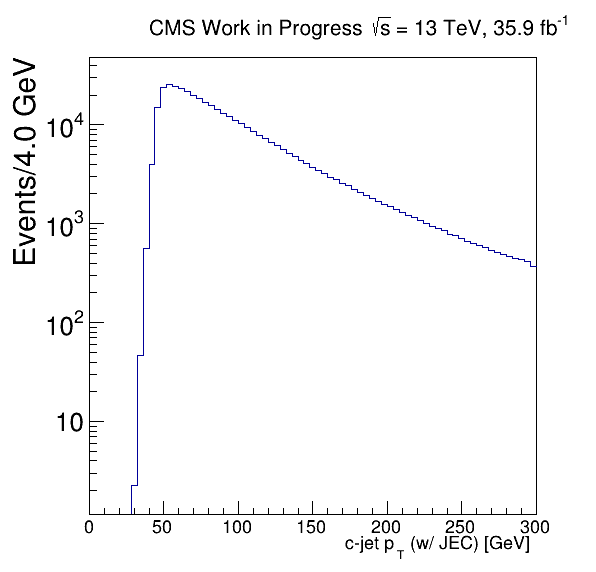 CMS Work in Progress √s = 13 TeV, 35.9 fb⁻¹
Events/4.0 GeV
10⁴
10³
10²
10
0 50 100 150 200 250 300
c-jet p_T (w/ JEC) [GeV]